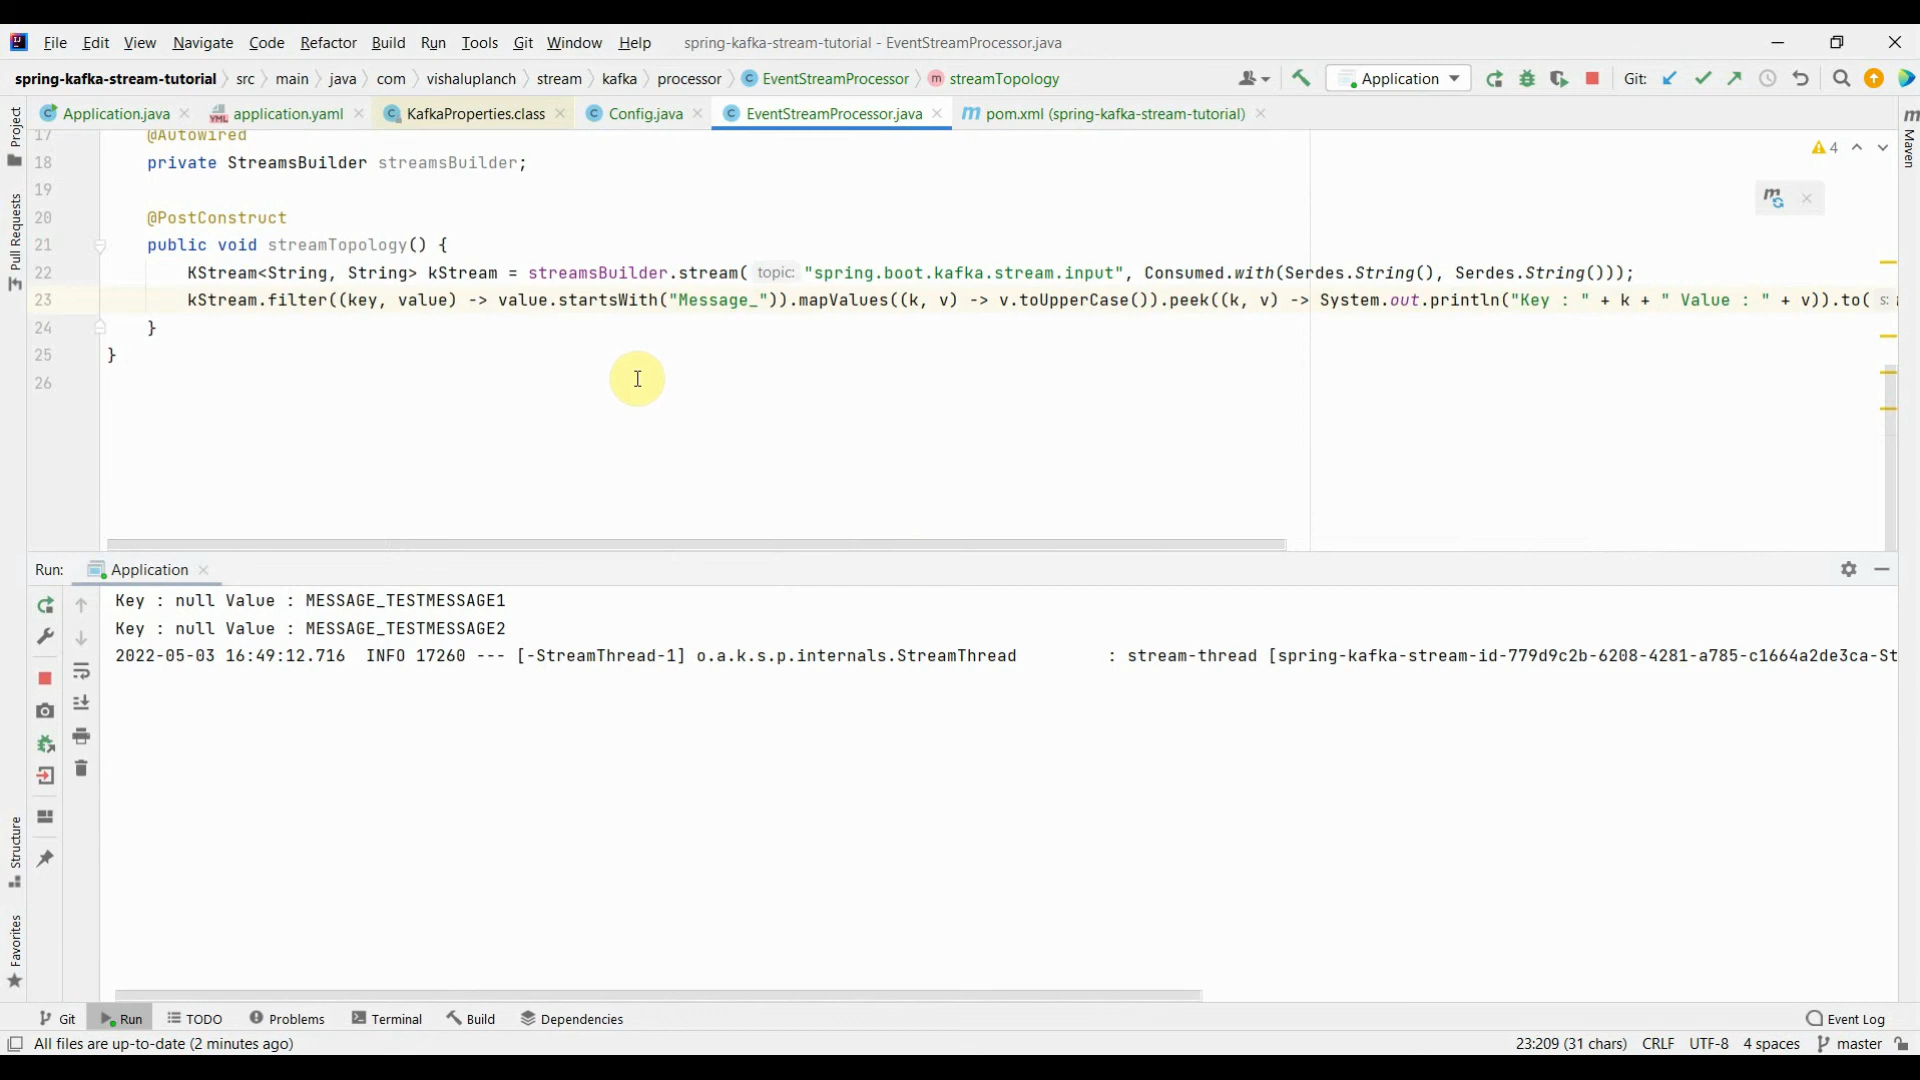 File Edit View Navigate Code Refactor Build Run Tools Git Window Help spring-kafka-stream-tutorial - EventStreamProcessor.java
spring-kafka-stream-tutorial src main java com vishaluplanch stream kafka processor EventStreamProcessor streamTopology Application Git:
Application.java application.yaml KafkaProperties.class Config.java EventStreamProcessor.java pom.xml (spring-kafka-stream-tutorial)
Project
Pull Requests
Structure
Favorites
Maven
4
17 @Autowired
18 private StreamsBuilder streamsBuilder;
19
20 @PostConstruct
21 public void streamTopology() {
22 KStream<String, String> kStream = streamsBuilder.stream( topic: "spring.boot.kafka.stream.input", Consumed.with(Serdes.String(), Serdes.String()));
23 kStream.filter((key, value) -> value.startsWith("Message_")).mapValues((k, v) -> v.toUpperCase()).peek((k, v) -> System.out.println("Key : " + k + " Value : " + v)).to( s:
24 }
25 }
26
Run: Application
Key : null Value : MESSAGE_TESTMESSAGE1
Key : null Value : MESSAGE_TESTMESSAGE2
2022-05-03 16:49:12.716 INFO 17260 --- [-StreamThread-1] o.a.k.s.p.internals.StreamThread : stream-thread [spring-kafka-stream-id-779d9c2b-6208-4281-a785-c1664a2de3ca-St
Git Run TODO Problems Terminal Build Dependencies Event Log
All files are up-to-date (2 minutes ago) 23:209 (31 chars) CRLF UTF-8 4 spaces master